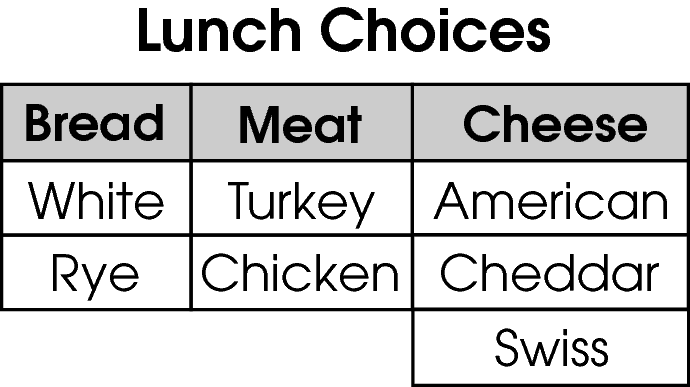 Lunch Choices
Bread Meat Cheese
White Turkey American
Rye Chicken Cheddar
Swiss